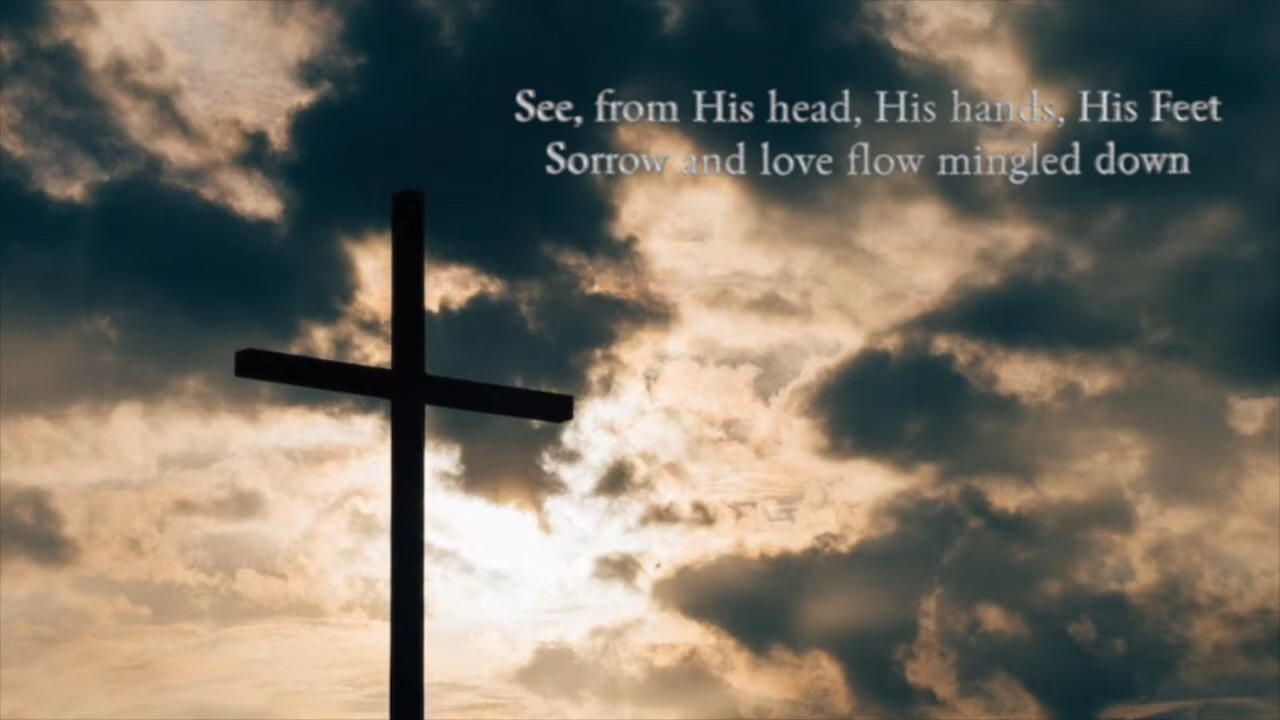 See, from His head, His hands, His Feet
Sorrow and love flow mingled down